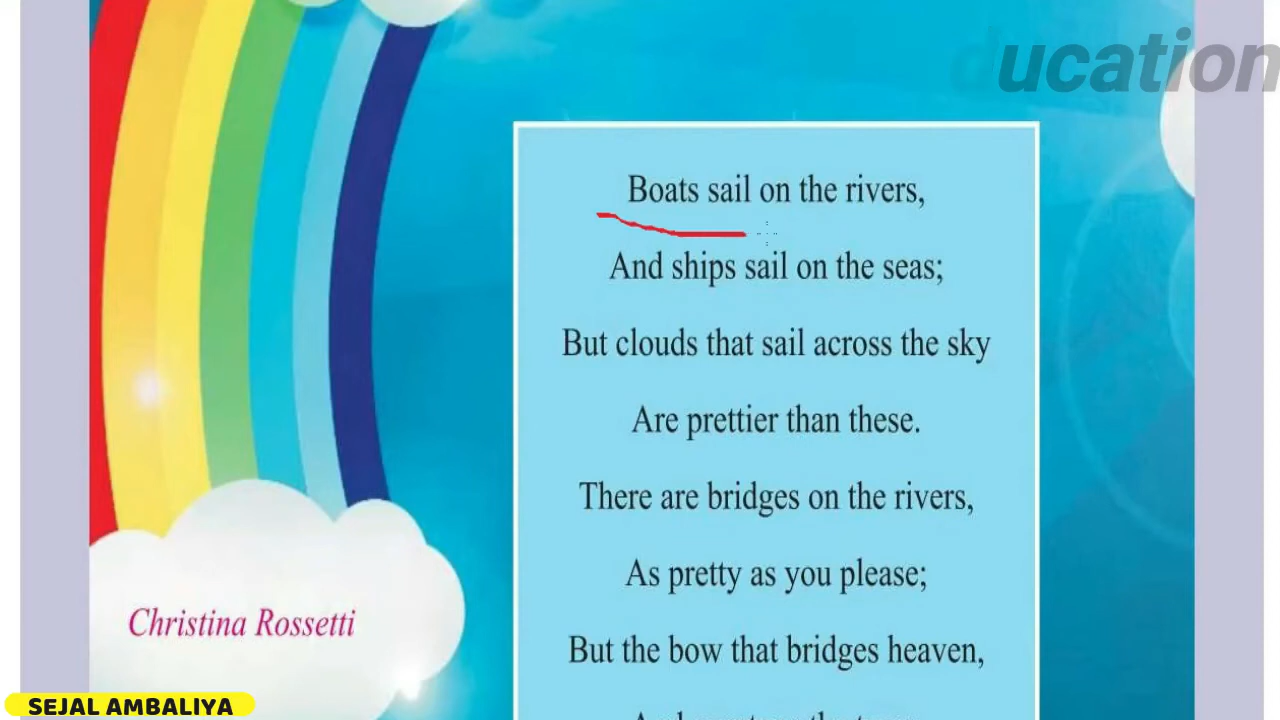 ducation
Boats sail on the rivers,
And ships sail on the seas;
But clouds that sail across the sky
Are prettier than these.
There are bridges on the rivers,
As pretty as you please;
But the bow that bridges heaven,
Christina Rossetti
SEJAL AMBALIYA